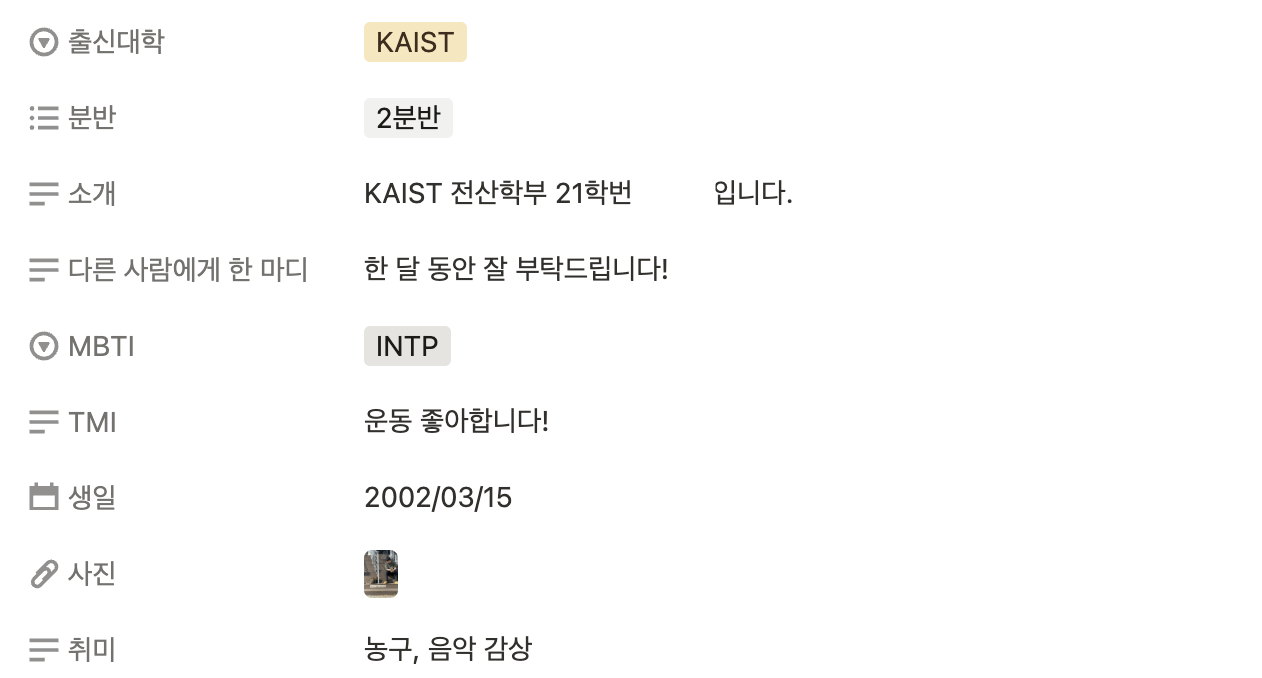 출신대학 KAIST
분반 2분반
소개 KAIST 전산학부 21학번 입니다.
다른 사람에게 한 마디 한 달 동안 잘 부탁드립니다!
MBTI INTP
TMI 운동 좋아합니다!
생일 2002/03/15
사진
취미 농구, 음악 감상